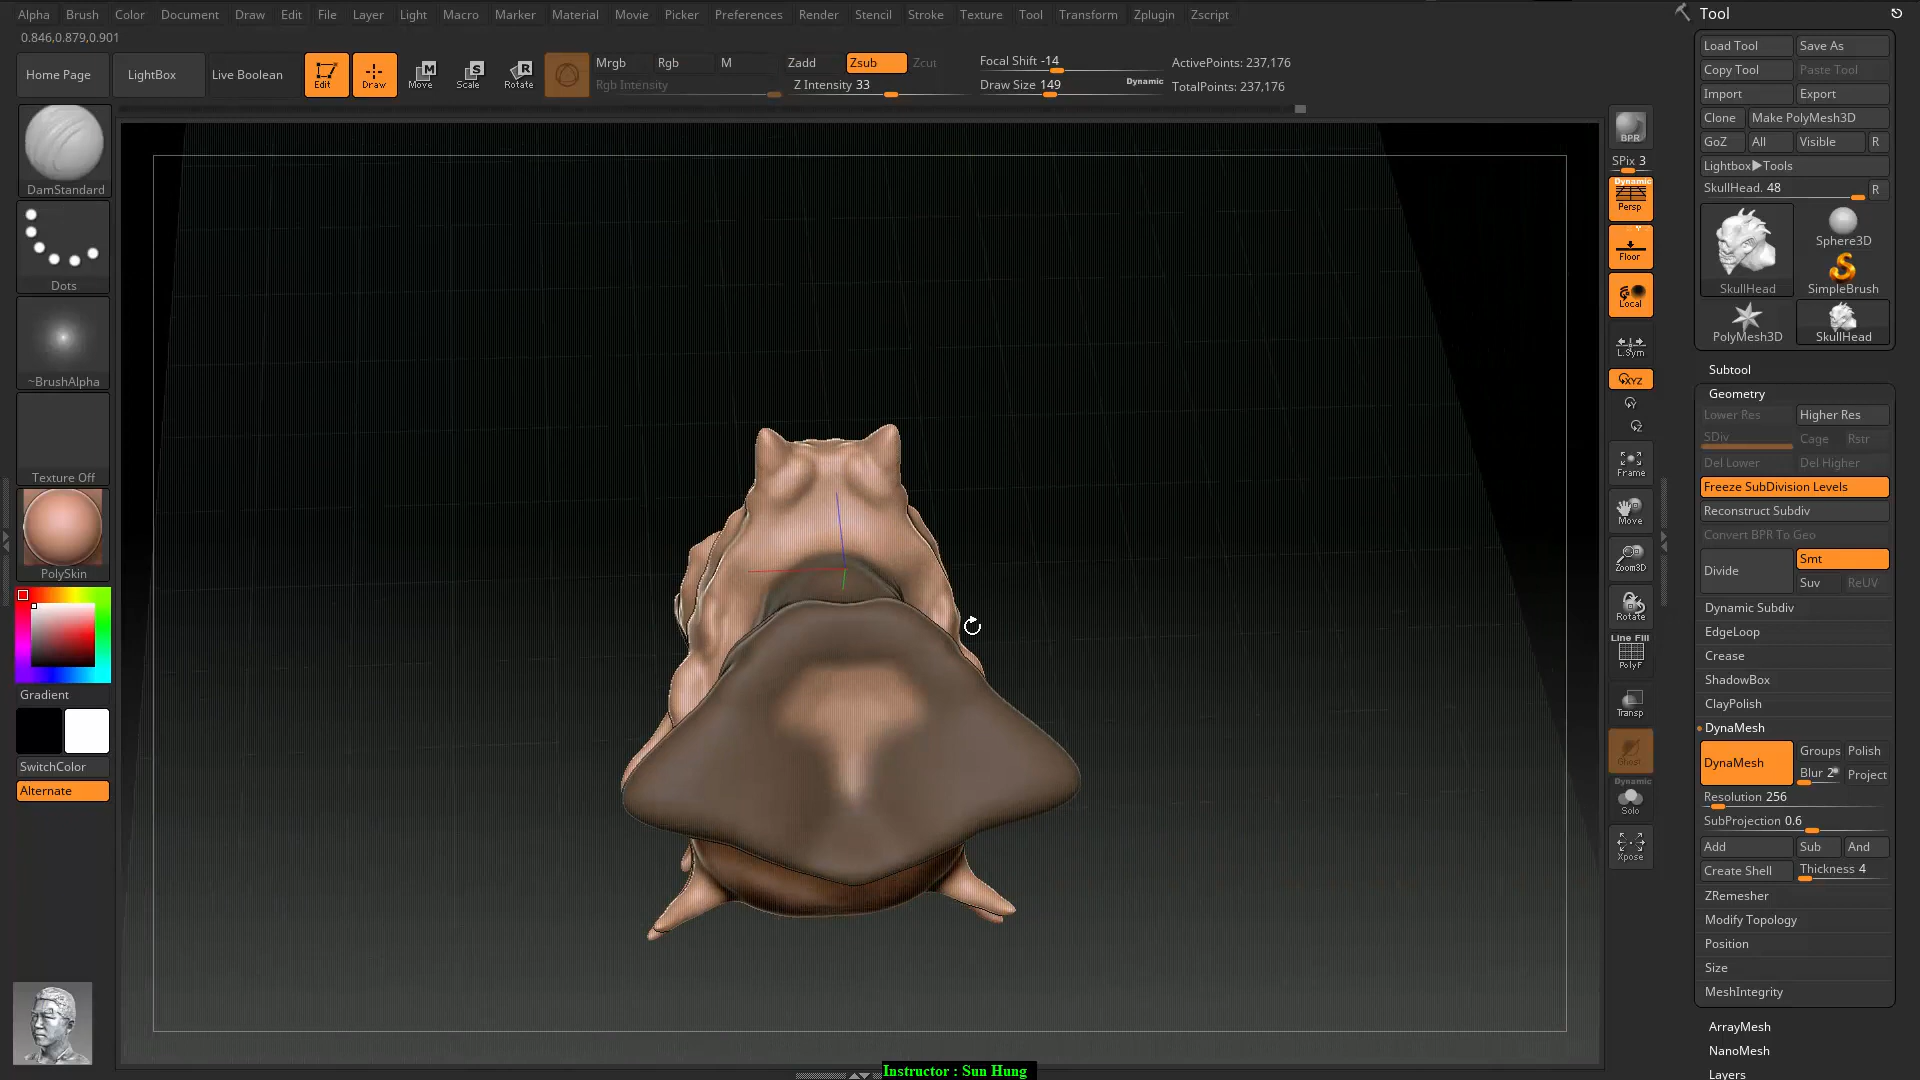 Alpha Brush Color Document Draw Edit File Layer Light Macro Marker Material Movie Picker Preferences Render Stencil Stroke Texture Tool Transform Zplugin Zscript
Tool
0.846,0.879,0.901
Home Page LightBox Live Boolean Edit Draw Move Scale Rotate
Mrgb Rgb M Zadd Zsub Zcut
Rgb Intensity Z Intensity 33
Focal Shift -14
Draw Size 149 Dynamic
ActivePoints: 237,176
TotalPoints: 237,176
DamStandard
Dots
~BrushAlpha
Texture Off
PolySkin
Gradient
SwitchColor
Alternate
BPR
SPix 3
Dynamic
Persp
Floor
Local
L.Sym
XYZ
Y
Z
Frame
Move
Zoom3D
Rotate
Line Fill
PolyF
Transp
Ghost
Dynamic
Solo
Xpose
Load Tool Save As
Copy Tool Paste Tool
Import Export
Clone Make PolyMesh3D
GoZ All Visible R
Lightbox▶Tools
SkullHead. 48 R
SkullHead
Sphere3D
SimpleBrush
PolyMesh3D
SkullHead
Subtool
Geometry
Lower Res Higher Res
SDiv Cage Rstr
Del Lower Del Higher
Freeze SubDivision Levels
Reconstruct Subdiv
Convert BPR To Geo
Divide Smt
Suv ReUV
Dynamic Subdiv
EdgeLoop
Crease
ShadowBox
ClayPolish
DynaMesh
DynaMesh Groups Polish
Blur 2 Project
Resolution 256
SubProjection 0.6
Add Sub And
Create Shell Thickness 4
ZRemesher
Modify Topology
Position
Size
MeshIntegrity
ArrayMesh
NanoMesh
Layers
Instructor : Sun Hung